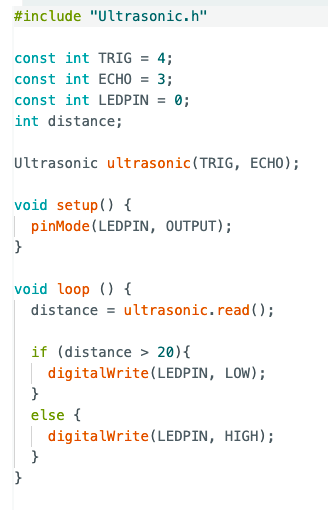 #include "Ultrasonic.h"

const int TRIG = 4;
const int ECHO = 3;
const int LEDPIN = 0;
int distance;

Ultrasonic ultrasonic(TRIG, ECHO);

void setup() {
  pinMode(LEDPIN, OUTPUT);
}

void loop () {
  distance = ultrasonic.read();

  if (distance > 20){
    digitalWrite(LEDPIN, LOW);
  }
  else {
    digitalWrite(LEDPIN, HIGH);
  }
}